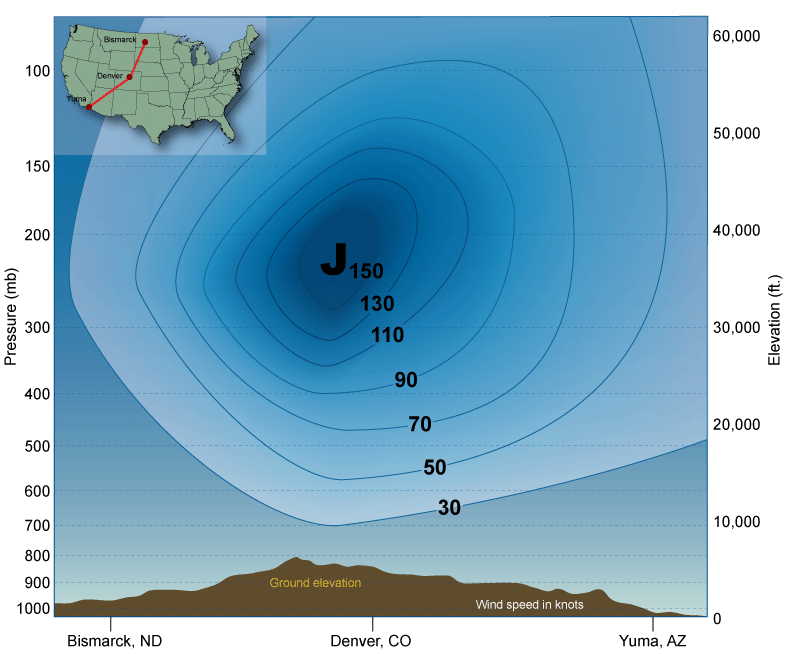 Bismarck
Denver
Yuma
60,000
100
50,000
150
40,000
200
J
150
130
110
30,000
300
Pressure (mb)
Elevation (ft.)
90
400
70
20,000
500
50
600
30
10,000
700
800
900
Ground elevation
1000
Wind speed in knots
0
Bismarck, ND
Denver, CO
Yuma, AZ